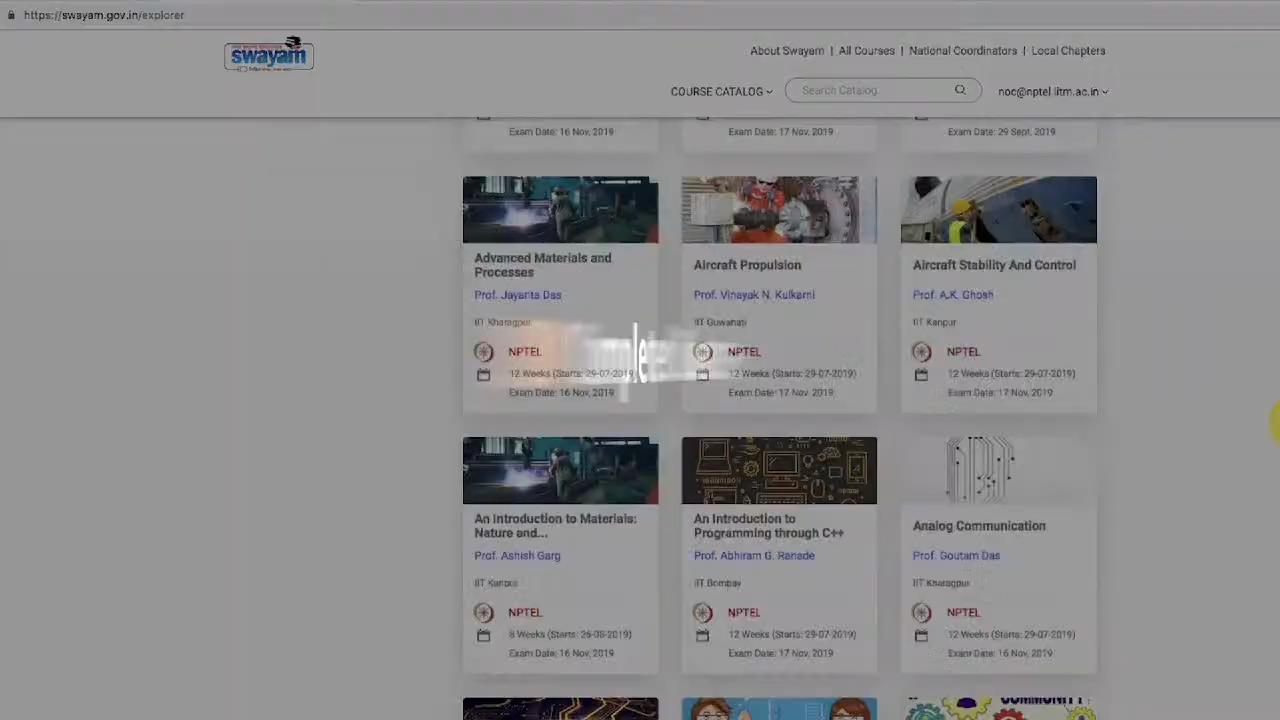 https://swayam.gov.in/explorer
swayam
About Swayam | All Courses | National Coordinators | Local Chapters
COURSE CATALOG
Search Catalog
noc@nptel.iitm.ac.in
Exam Date: 16 Nov, 2019
Exam Date: 17 Nov, 2019
Exam Date: 29 Sept, 2019
Advanced Materials and
Processes
Prof. Jayanta Das
IIT Kharagpur
NPTEL
12 Weeks (Starts: 29-07-2019)
Exam Date: 16 Nov, 2019
Aircraft Propulsion
Prof. Vinayak N. Kulkarni
IIT Guwahati
NPTEL
12 Weeks (Starts: 29-07-2019)
Exam Date: 17 Nov, 2019
Aircraft Stability And Control
Prof. A.K. Ghosh
IIT Kanpur
NPTEL
12 Weeks (Starts: 29-07-2019)
Exam Date: 17 Nov, 2019
An Introduction to Materials:
Nature and...
Prof. Ashish Garg
IIT Kanpur
NPTEL
8 Weeks (Starts: 26-08-2019)
Exam Date: 16 Nov, 2019
An Introduction to
Programming through C++
Prof. Abhiram G. Ranade
IIT Bombay
NPTEL
12 Weeks (Starts: 29-07-2019)
Exam Date: 17 Nov, 2019
Analog Communication
Prof. Goutam Das
IIT Kharagpur
NPTEL
12 Weeks (Starts: 29-07-2019)
Exam Date: 16 Nov, 2019
COMMUNITY